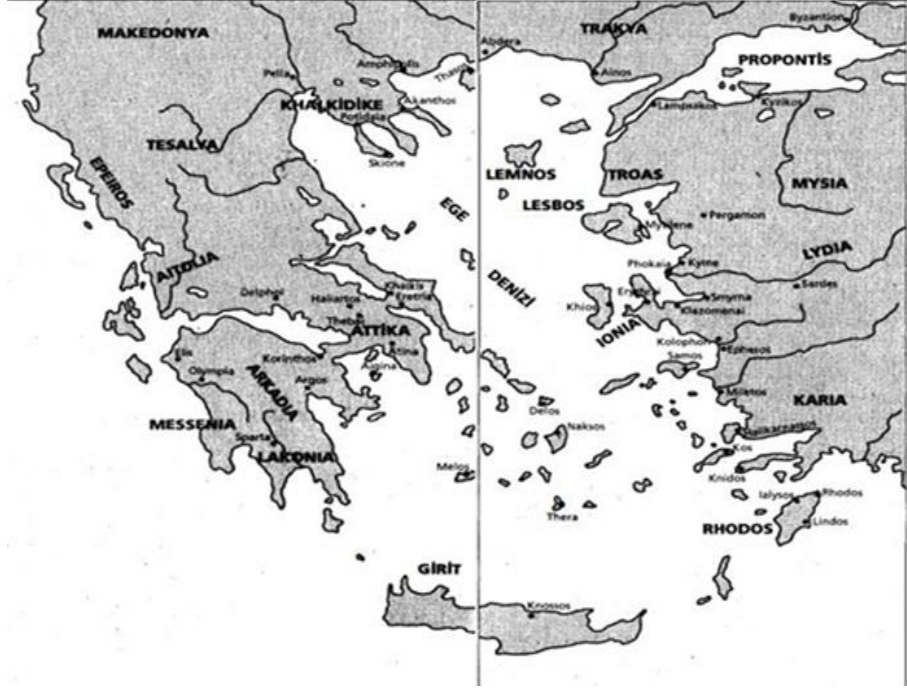 MAKEDONYA
TRAKYA
Byzantion
Abdera
PROPONTİS
Amphipolis
Thasos
Pella
Ainos
KHALKIDIKE
Akanthos
Lampsakos
Kyzikos
Potidaia
TESALYA
Skione
LEMNOS
TROAS
MYSIA
EPEIROS
EGE
LESBOS
Mytilene
Pergamon
LYDIA
AITOLIA
Phokaia
Kyme
DENİZİ
Delphoi
Khalkis
Eretria
Haliartos
Thebai
Khios
Erythrai
Smyrna
Sardes
Klazomenai
ATTİKA
IONIA
Atina
Kolophon
Ephesos
Elis
Korinthos
Aigina
Samos
Olympia
ARKADIA
Argos
Miletos
KARIA
Delos
MESSENIA
Naksos
Halikarnassos
Sparta
Kos
LAKONIA
Melos
Knidos
Ialysos
Rhodos
Thera
RHODOS
Lindos
GİRİT
Knossos